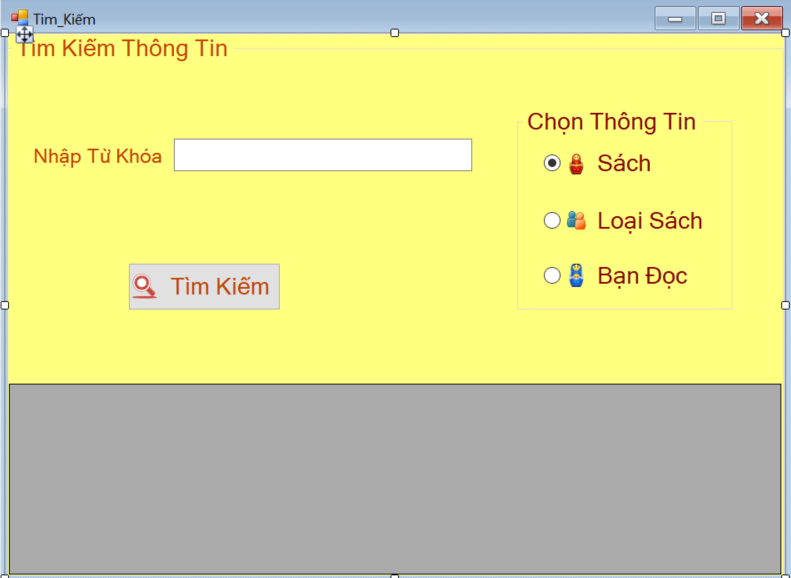 Tim_Kiếm
Tìm Kiếm Thông Tin
Chọn Thông Tin
Nhập Từ Khóa
Sách
Loại Sách
Bạn Đọc
Tìm Kiếm